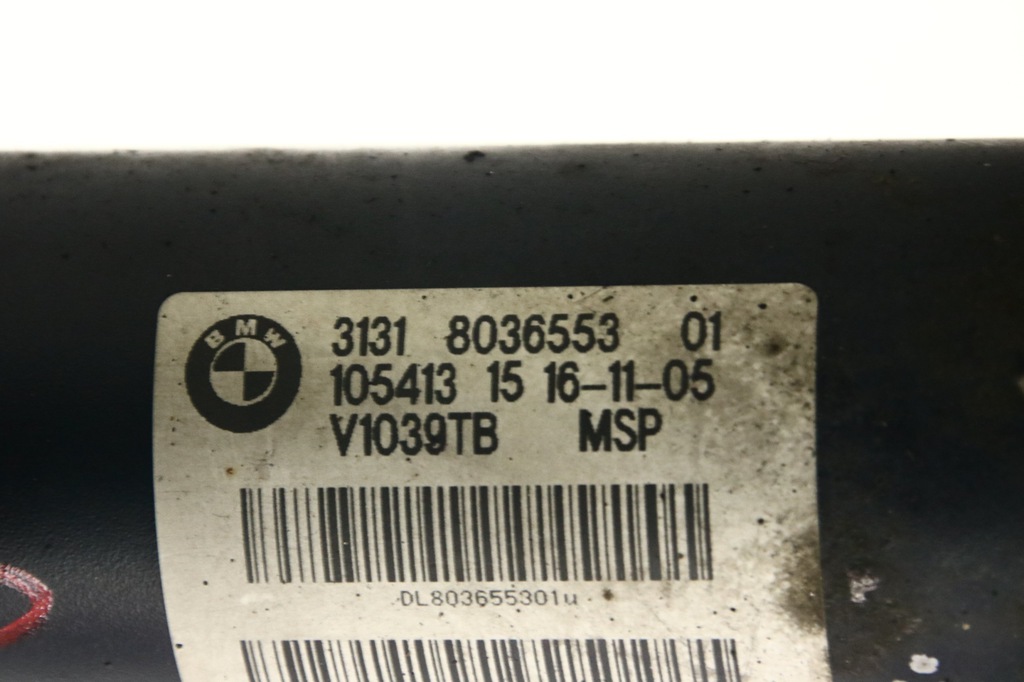 BMW
3131 8036553 01
105413 15 16-11-05
V1039TB MSP
DL803655301u